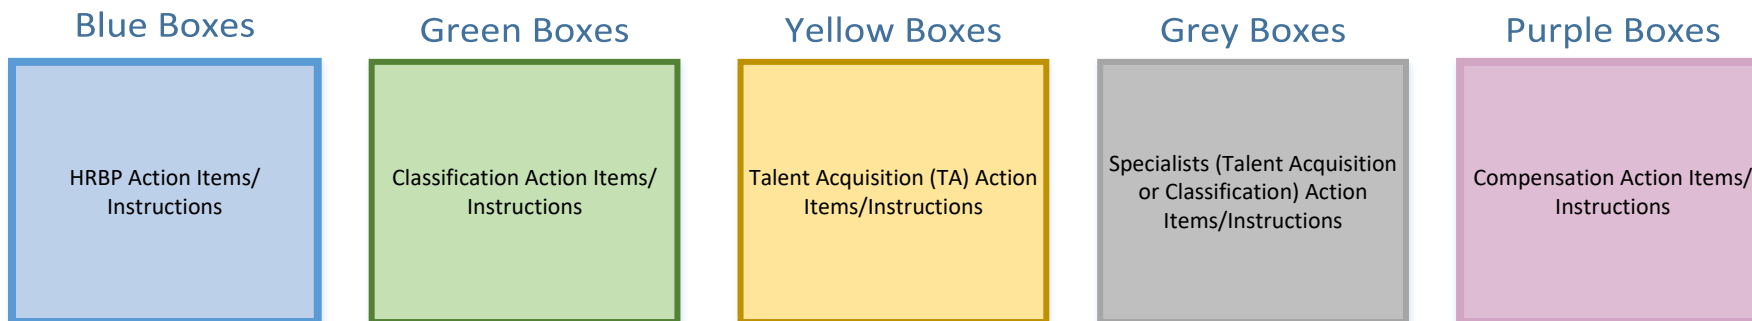 Blue Boxes
Green Boxes
Yellow Boxes
Grey Boxes
Purple Boxes
HRBP Action Items/
Instructions
Classification Action Items/
Instructions
Talent Acquisition (TA) Action
Items/Instructions
Specialists (Talent Acquisition
or Classification) Action
Items/Instructions
Compensation Action Items/
Instructions